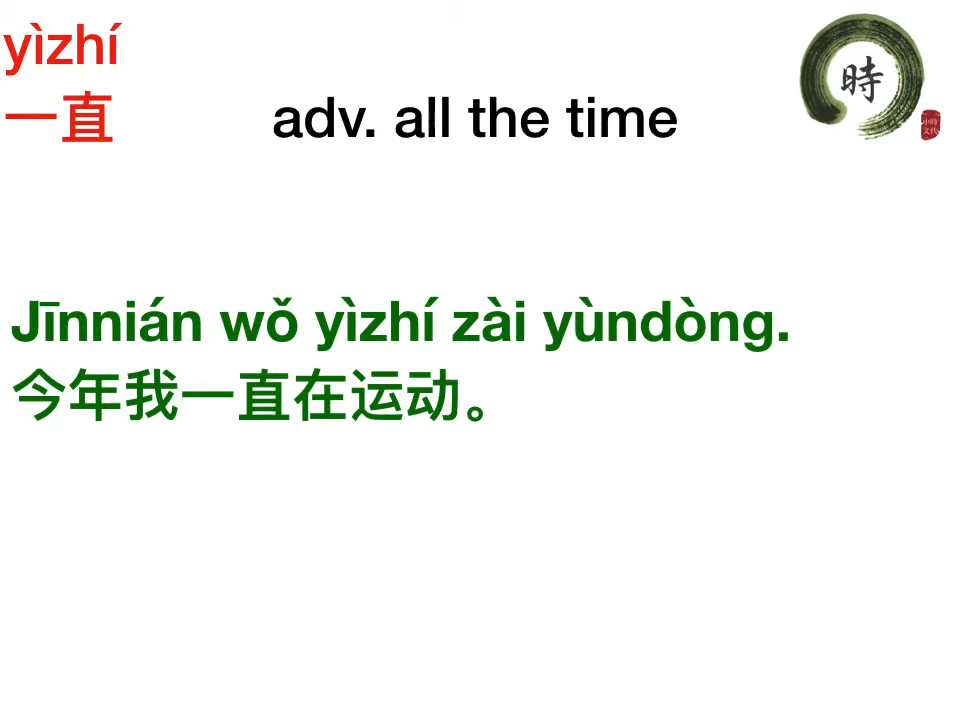 yìzhí
一直
adv. all the time
時
Jīnnián wǒ yìzhí zài yùndòng.
今年我一直在运动。